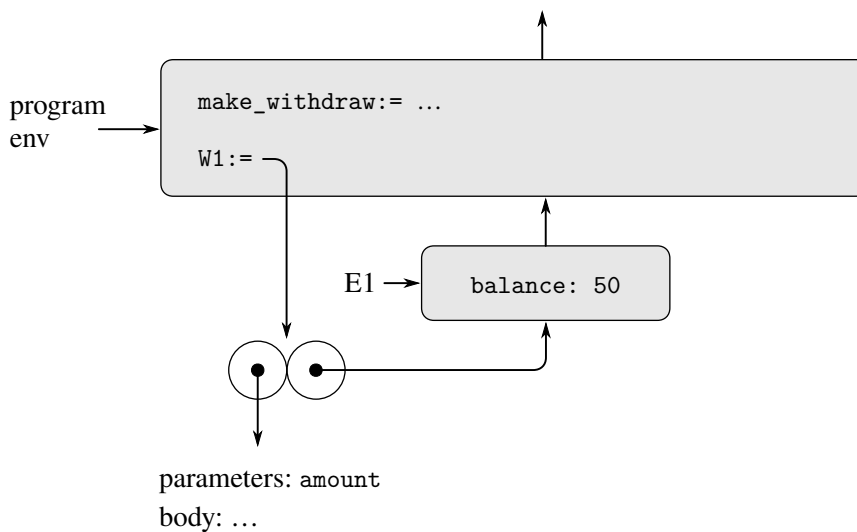 make_withdraw:= …
program
env
W1:=
E1
balance: 50
parameters: amount
body: …